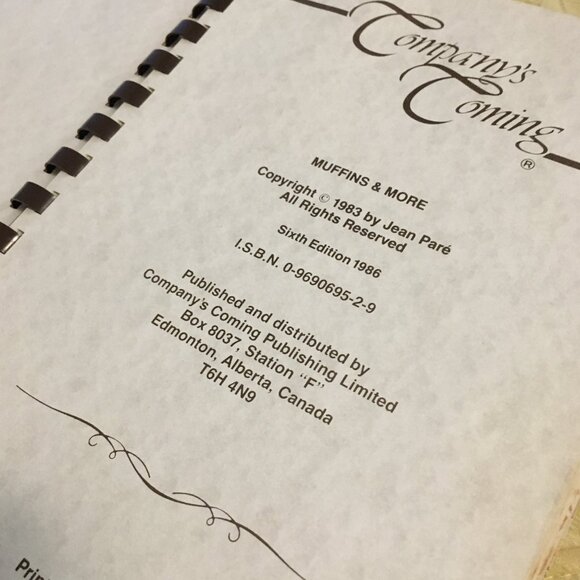 Company's
Coming
®
MUFFINS & MORE
Copyright © 1983 by Jean Paré
All Rights Reserved
Sixth Edition 1986
I.S.B.N. 0-9690695-2-9
Published and distributed by
Company's Coming Publishing Limited
Box 8037, Station "F"
Edmonton, Alberta, Canada
T6H 4N9